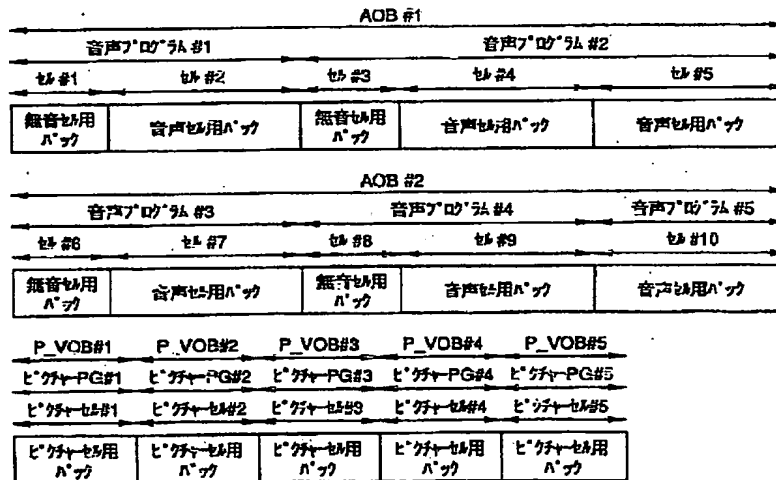 AOB #1
音声プログラム #1 音声プログラム #2
セル #1 セル #2 セル #3 セル #4 セル #5
無音セル用パック 音声セル用パック 無音セル用パック 音声セル用パック 音声セル用パック
AOB #2
音声プログラム #3 音声プログラム #4 音声プログラム #5
セル #6 セル #7 セル #8 セル #9 セル #10
無音セル用パック 音声セル用パック 無音セル用パック 音声セル用パック 音声セル用パック
P_VOB#1 P_VOB#2 P_VOB#3 P_VOB#4 P_VOB#5
ピクチャーPG#1 ピクチャーPG#2 ピクチャーPG#3 ピクチャーPG#4 ピクチャーPG#5
ピクチャーセル#1 ピクチャーセル#2 ピクチャーセル#3 ピクチャーセル#4 ピクチャーセル#5
ピクチャーセル用パック ピクチャーセル用パック ピクチャーセル用パック ピクチャーセル用パック ピクチャーセル用パック